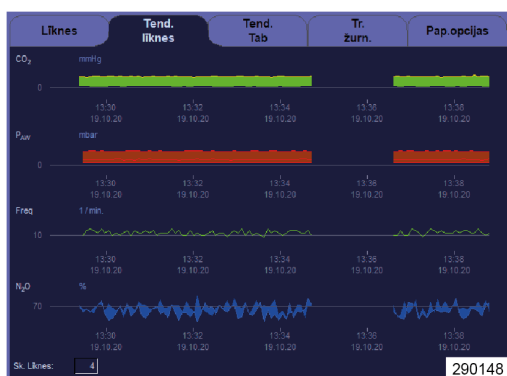 Līknes
Tend.
līknes
Tend.
Tab
Tr.
žurn.
Pap.opcijas
CO₂ mmHg
0
13:30 13:32 13:34 13:36 13:38
19.10.20 19.10.20 19.10.20 19.10.20 19.10.20
PAW mbar
0
13:30 13:32 13:34 13:36 13:38
19.10.20 19.10.20 19.10.20 19.10.20 19.10.20
Freq 1/min.
10
13:30 13:32 13:34 13:36 13:38
19.10.20 19.10.20 19.10.20 19.10.20 19.10.20
N₂O %
70
13:30 13:32 13:34 13:36 13:38
19.10.20 19.10.20 19.10.20 19.10.20 19.10.20
Sk. Līknes: 4
290148